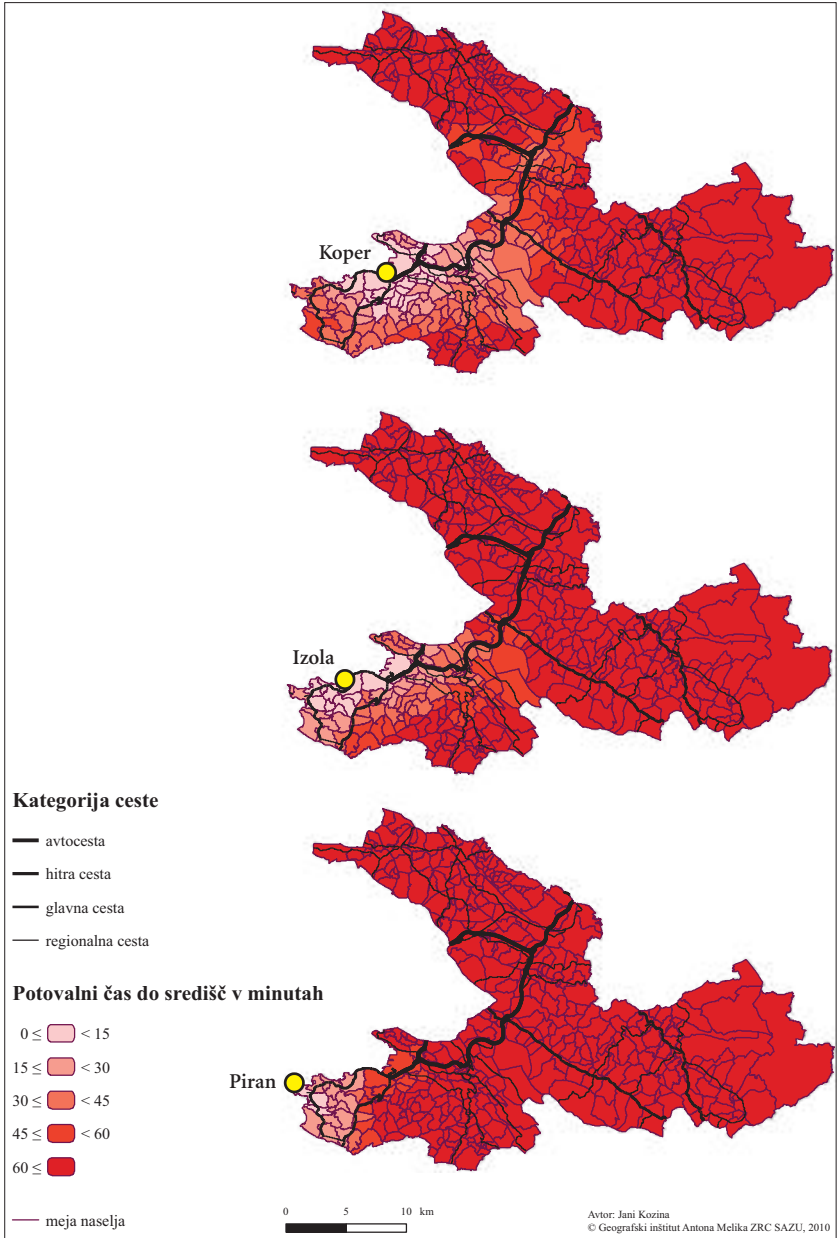 Koper
Izola
Kategorija ceste
avtocesta
hitra cesta
glavna cesta
regionalna cesta
Potovalni čas do središč v minutah
0 ≤ < 15
15 ≤ < 30
30 ≤ < 45
45 ≤ < 60
60 ≤
meja naselja
Piran
0 5 10 km
Avtor: Jani Kozina
© Geografski inštitut Antona Melika ZRC SAZU, 2010